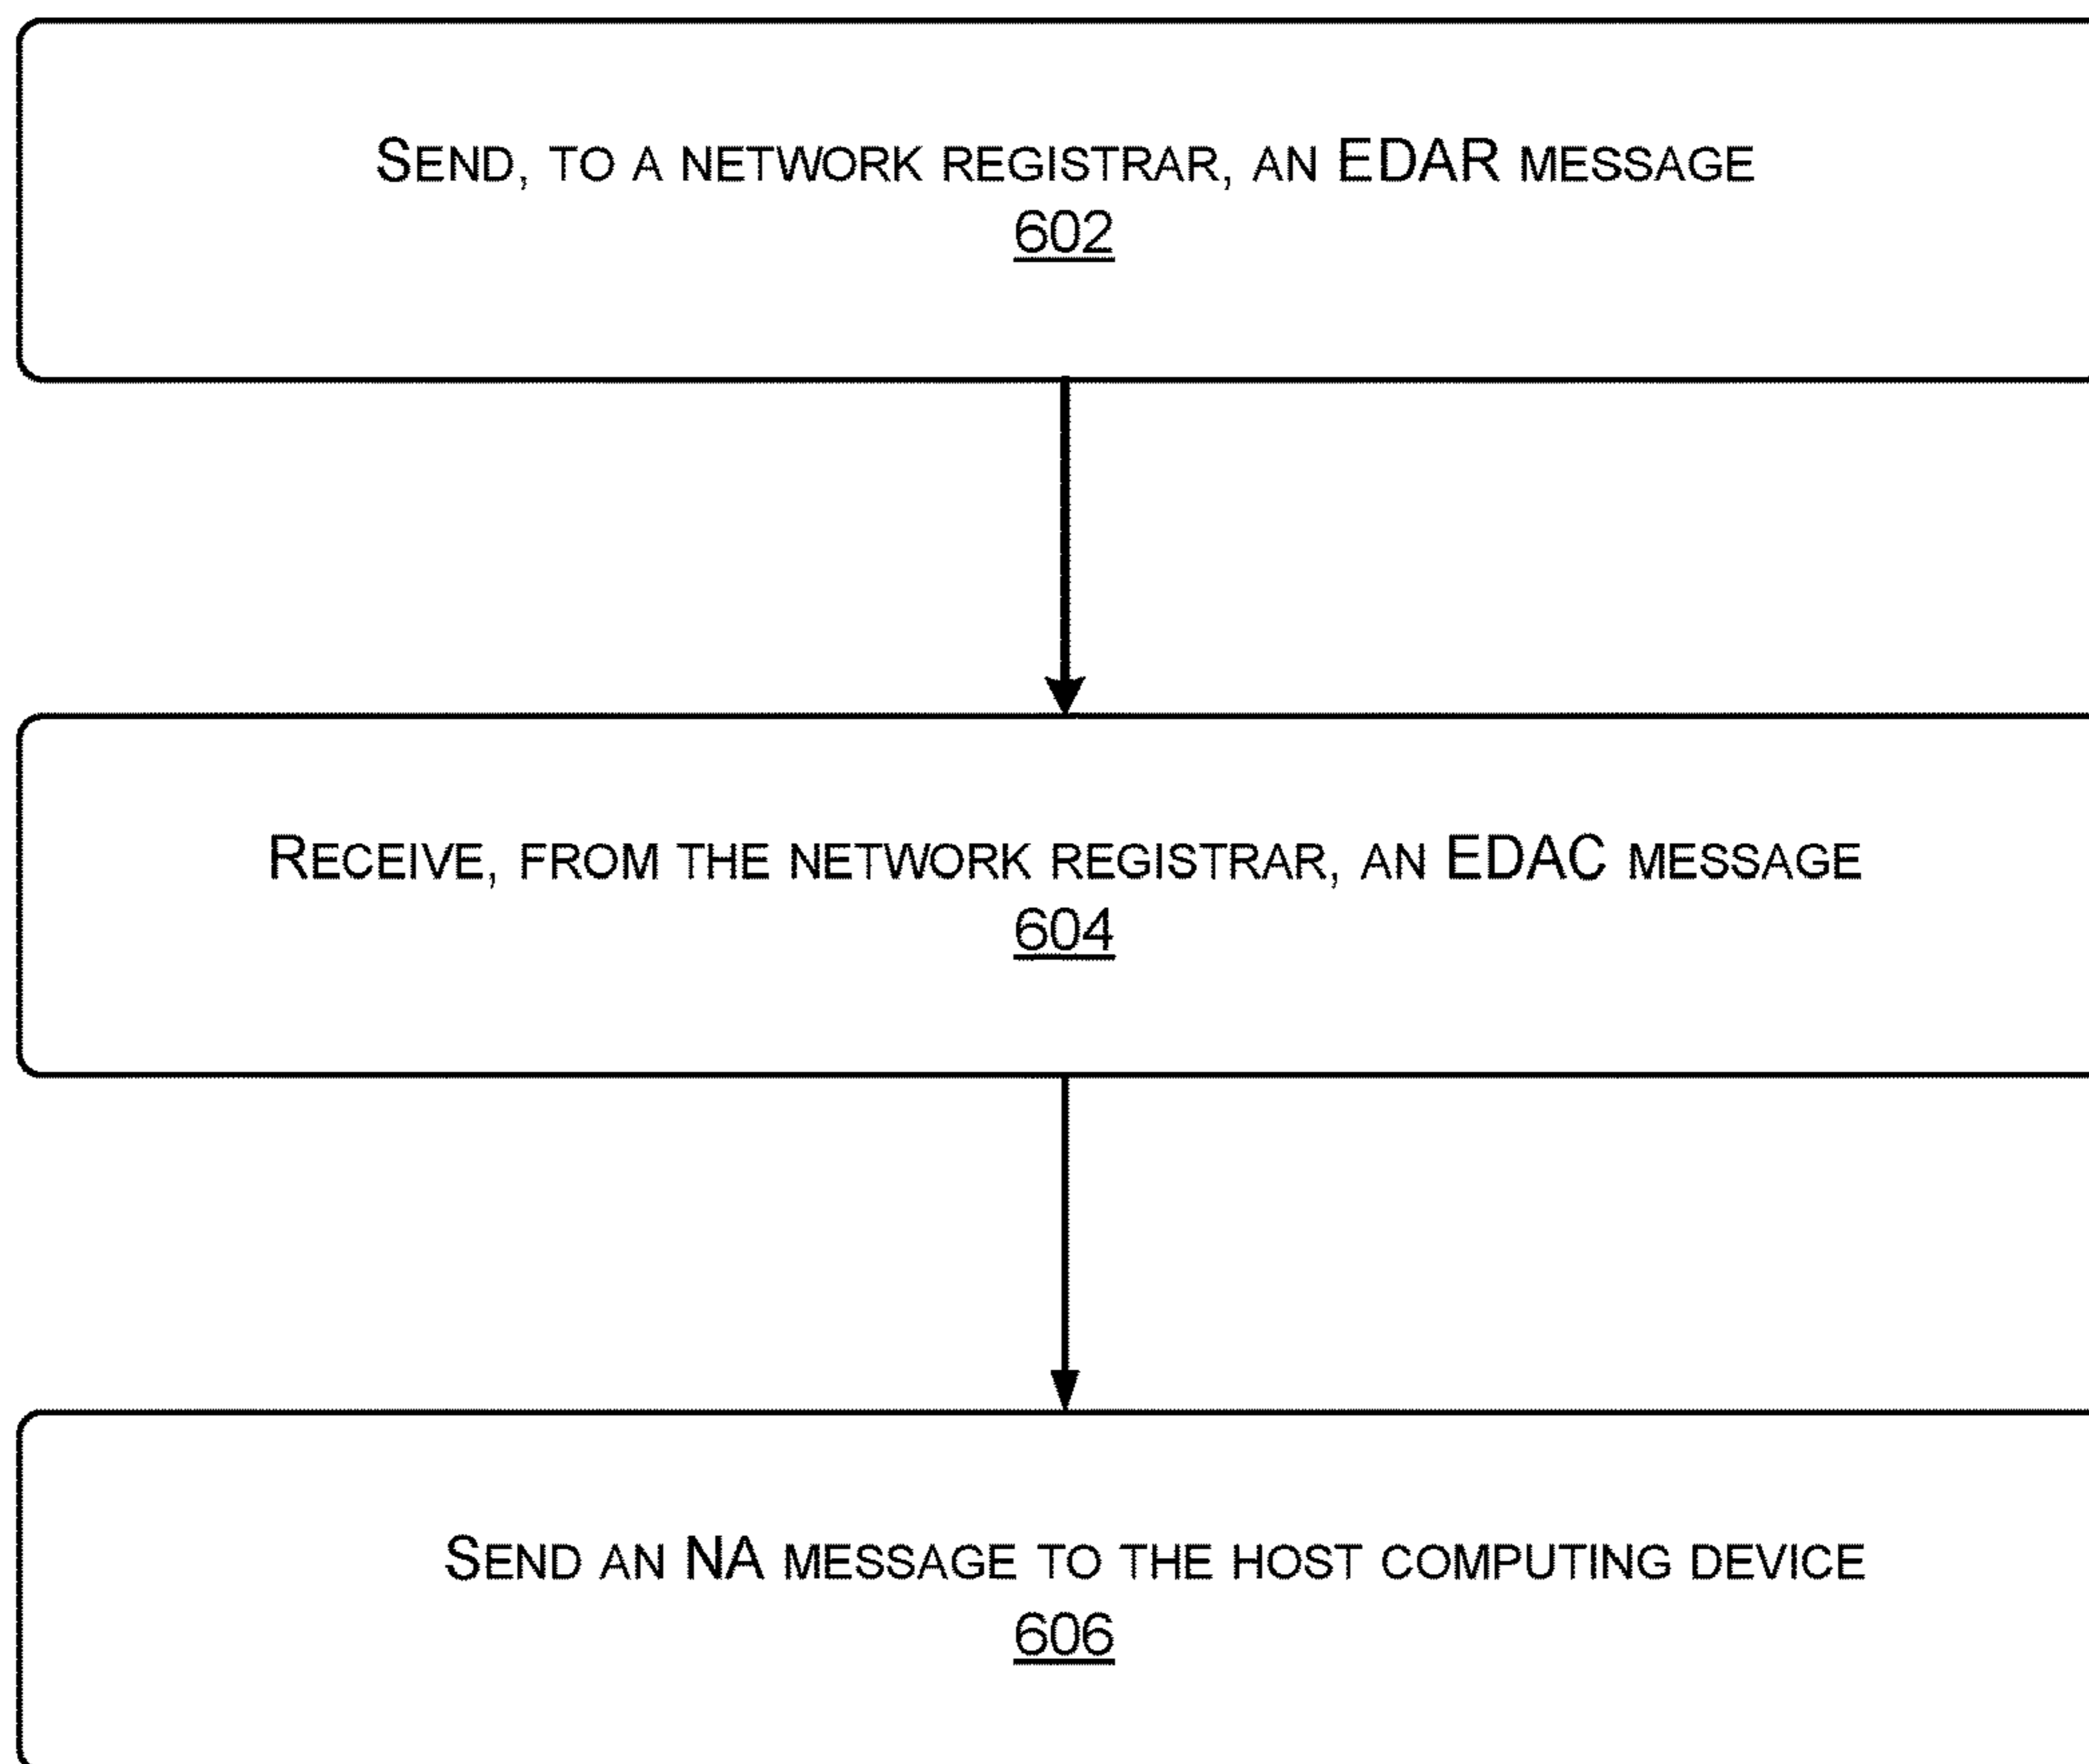 SEND, TO A NETWORK REGISTRAR, AN EDAR MESSAGE
602
RECEIVE, FROM THE NETWORK REGISTRAR, AN EDAC MESSAGE
604
SEND AN NA MESSAGE TO THE HOST COMPUTING DEVICE
606